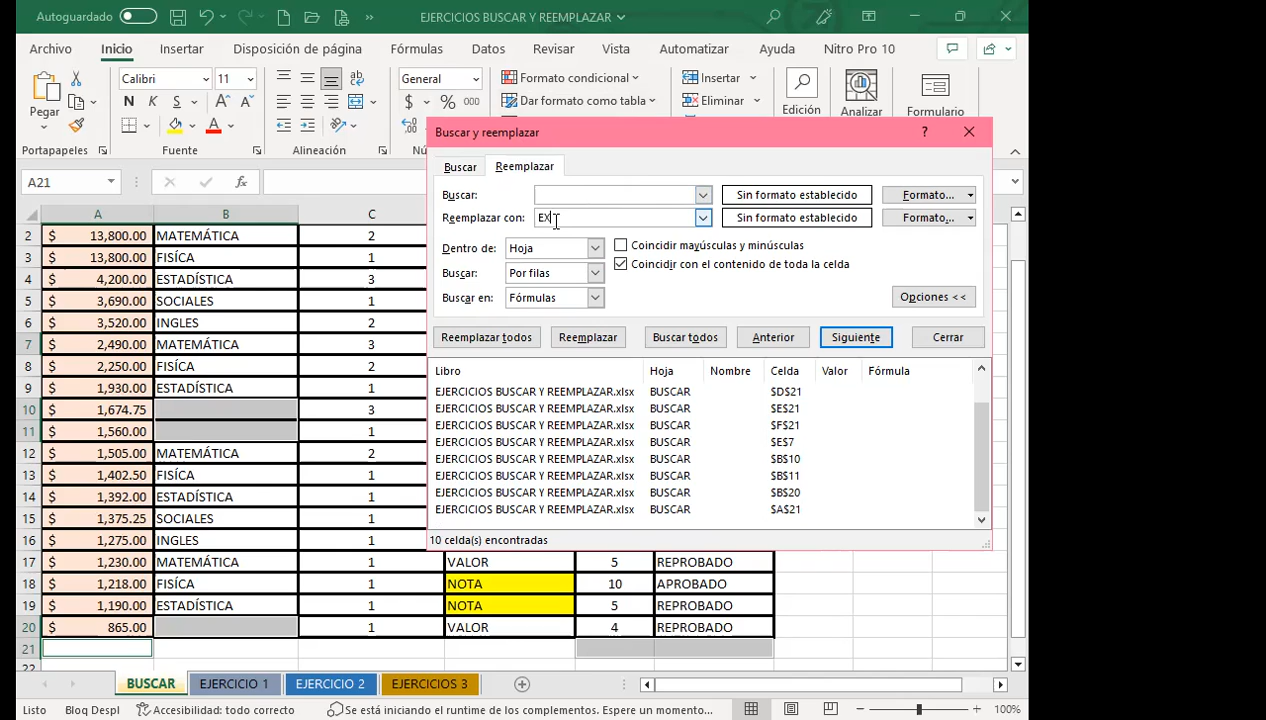 Autoguardado EJERCICIOS BUSCAR Y REEMPLAZAR
Archivo Inicio Insertar Disposición de página Fórmulas Datos Revisar Vista Automatizar Ayuda Nitro Pro 10
Pegar Calibri 11 General Formato condicional Insertar Edición Analizar Formulario
N K S A A $ % 000 Dar formato como tabla Eliminar
Portapapeles Fuente Alineación Nú
A21 fx
A B C
2 $ 13,800.00 MATEMÁTICA 2
3 $ 13,800.00 FISÍCA 1
4 $ 4,200.00 ESTADÍSTICA 3
5 $ 3,690.00 SOCIALES 1
6 $ 3,520.00 INGLES 2
7 $ 2,490.00 MATEMÁTICA 3
8 $ 2,250.00 FISÍCA 2
9 $ 1,930.00 ESTADÍSTICA 1
10 $ 1,674.75 3
11 $ 1,560.00 1
12 $ 1,505.00 MATEMÁTICA 2
13 $ 1,402.50 FISÍCA 1
14 $ 1,392.00 ESTADÍSTICA 1
15 $ 1,375.25 SOCIALES 1
16 $ 1,275.00 INGLES 1
17 $ 1,230.00 MATEMÁTICA 1 VALOR 5 REPROBADO
18 $ 1,218.00 FISÍCA 1 NOTA 10 APROBADO
19 $ 1,190.00 ESTADÍSTICA 1 NOTA 5 REPROBADO
20 $ 865.00 1 VALOR 4 REPROBADO
21
22
Buscar y reemplazar ?
Buscar Reemplazar
Buscar: Sin formato establecido Formato...
Reemplazar con: EX Sin formato establecido Formato...
Dentro de: Hoja Coincidir mayúsculas y minúsculas
Buscar: Por filas Coincidir con el contenido de toda la celda
Buscar en: Fórmulas Opciones <<
Reemplazar todos Reemplazar Buscar todos Anterior Siguiente Cerrar
Libro Hoja Nombre Celda Valor Fórmula
EJERCICIOS BUSCAR Y REEMPLAZAR.xlsx BUSCAR $D$21
EJERCICIOS BUSCAR Y REEMPLAZAR.xlsx BUSCAR $E$21
EJERCICIOS BUSCAR Y REEMPLAZAR.xlsx BUSCAR $F$21
EJERCICIOS BUSCAR Y REEMPLAZAR.xlsx BUSCAR $E$7
EJERCICIOS BUSCAR Y REEMPLAZAR.xlsx BUSCAR $B$10
EJERCICIOS BUSCAR Y REEMPLAZAR.xlsx BUSCAR $B$11
EJERCICIOS BUSCAR Y REEMPLAZAR.xlsx BUSCAR $B$20
EJERCICIOS BUSCAR Y REEMPLAZAR.xlsx BUSCAR $A$21
10 celda(s) encontradas
BUSCAR EJERCICIO 1 EJERCICIO 2 EJERCICIOS 3
Listo Bloq Despl Accesibilidad: todo correcto Se está iniciando el runtime de los complementos. Espere un momento... 100%